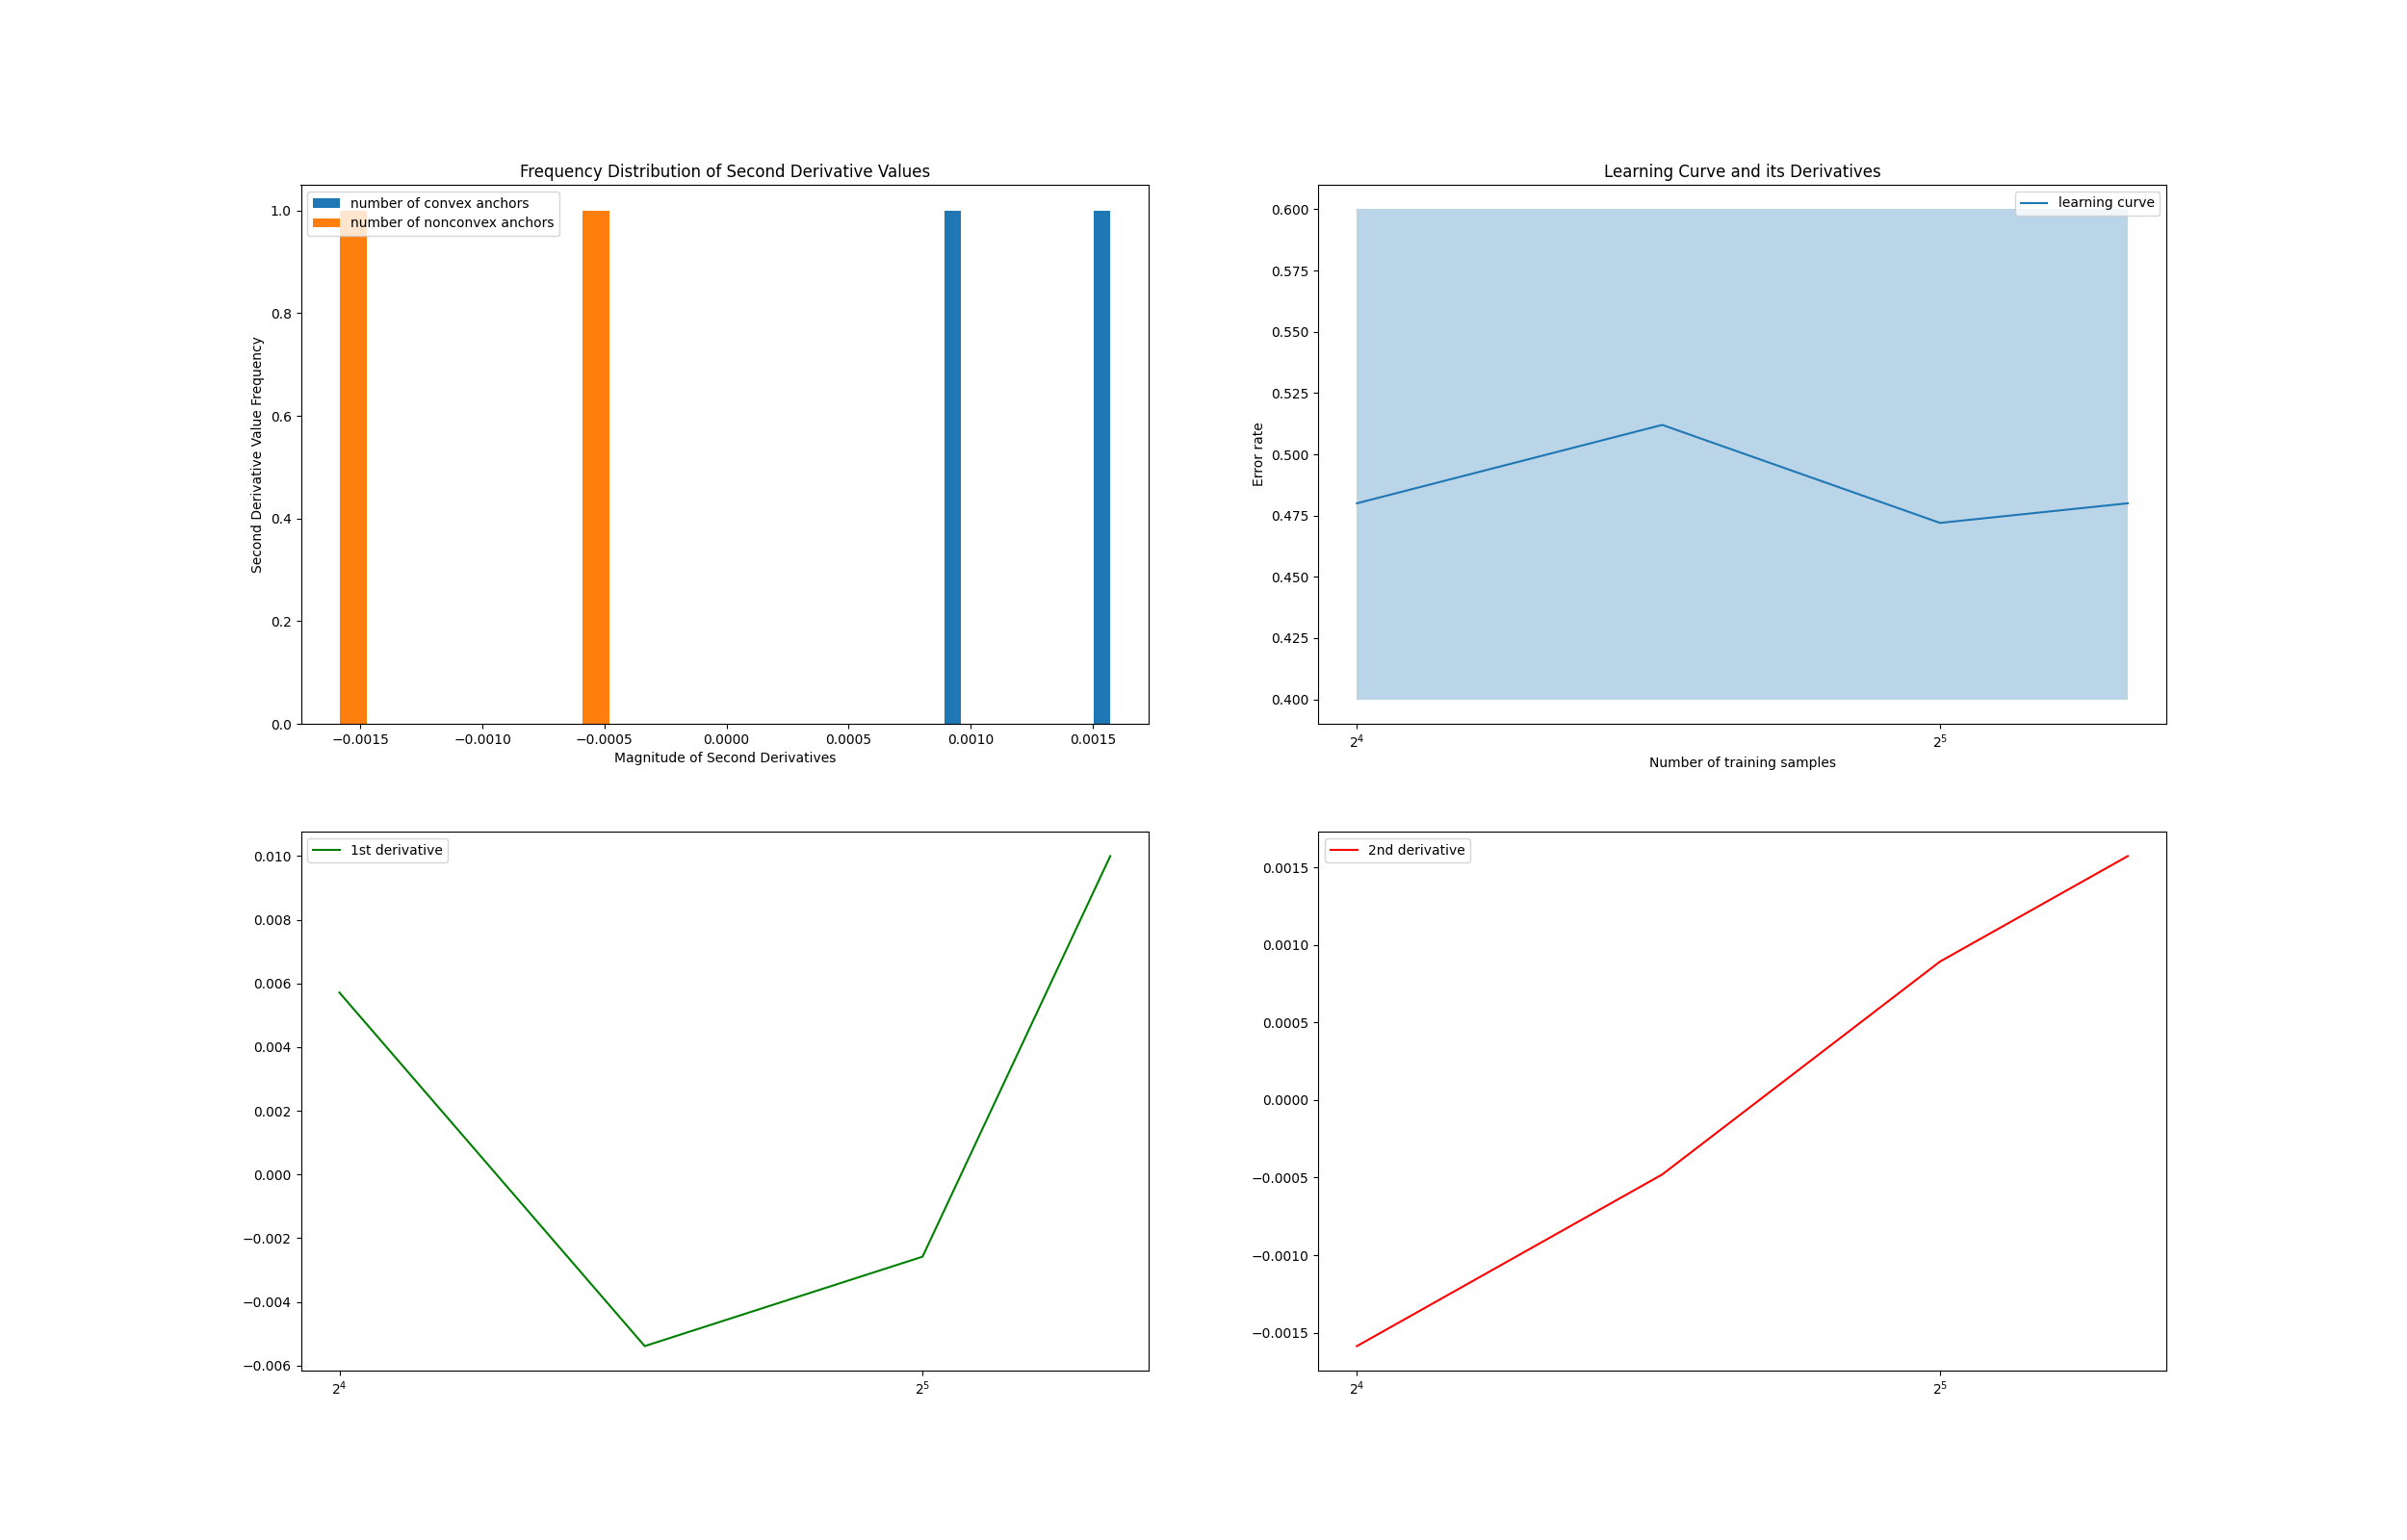 Frequency Distribution of Second Derivative Values
number of convex anchors
number of nonconvex anchors
Second Derivative Value Frequency
1.0
0.8
0.6
0.4
0.2
0.0
−0.0015 −0.0010 −0.0005 0.0000 0.0005 0.0010 0.0015
Magnitude of Second Derivatives
Learning Curve and its Derivatives
learning curve
Error rate
0.600
0.575
0.550
0.525
0.500
0.475
0.450
0.425
0.400
2⁴ 2⁵
Number of training samples
1st derivative
0.010
0.008
0.006
0.004
0.002
0.000
−0.002
−0.004
−0.006
2⁴ 2⁵
2nd derivative
0.0015
0.0010
0.0005
0.0000
−0.0005
−0.0010
−0.0015
2⁴ 2⁵